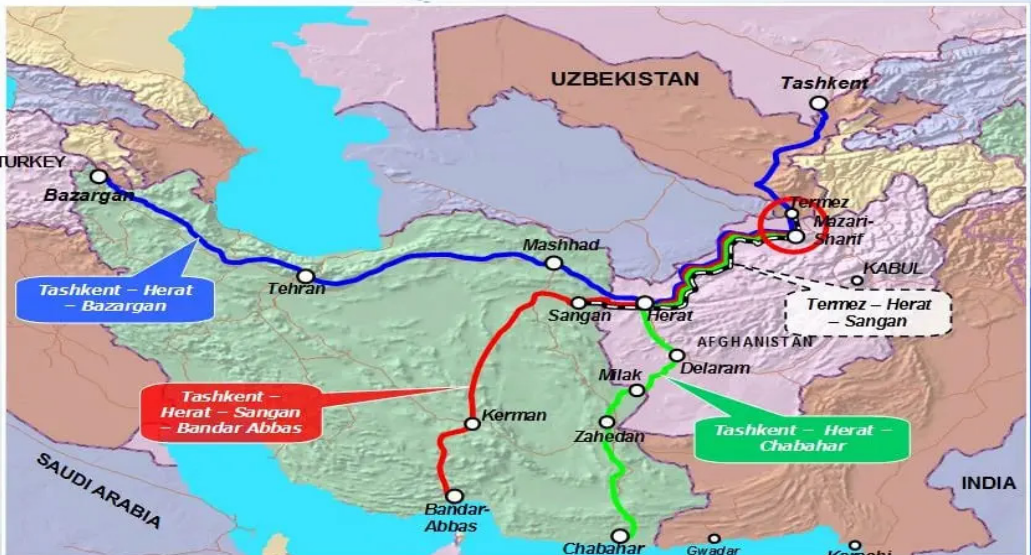 UZBEKISTAN
Tashkent
TURKEY
Bazargan
Termez
Mazari-
Sharif
Mashhad
KABUL
Tehran
Tashkent – Herat
– Bazargan
Sangan
Herat
Termez – Herat
– Sangan
AFGHANISTAN
Delaram
Milak
Tashkent –
Herat – Sangan
– Bandar Abbas
Kerman
Zahedan
Tashkent – Herat –
Chabahar
SAUDI ARABIA
INDIA
Bandar-
Abbas
Chabahar
Gwadar
Karachi